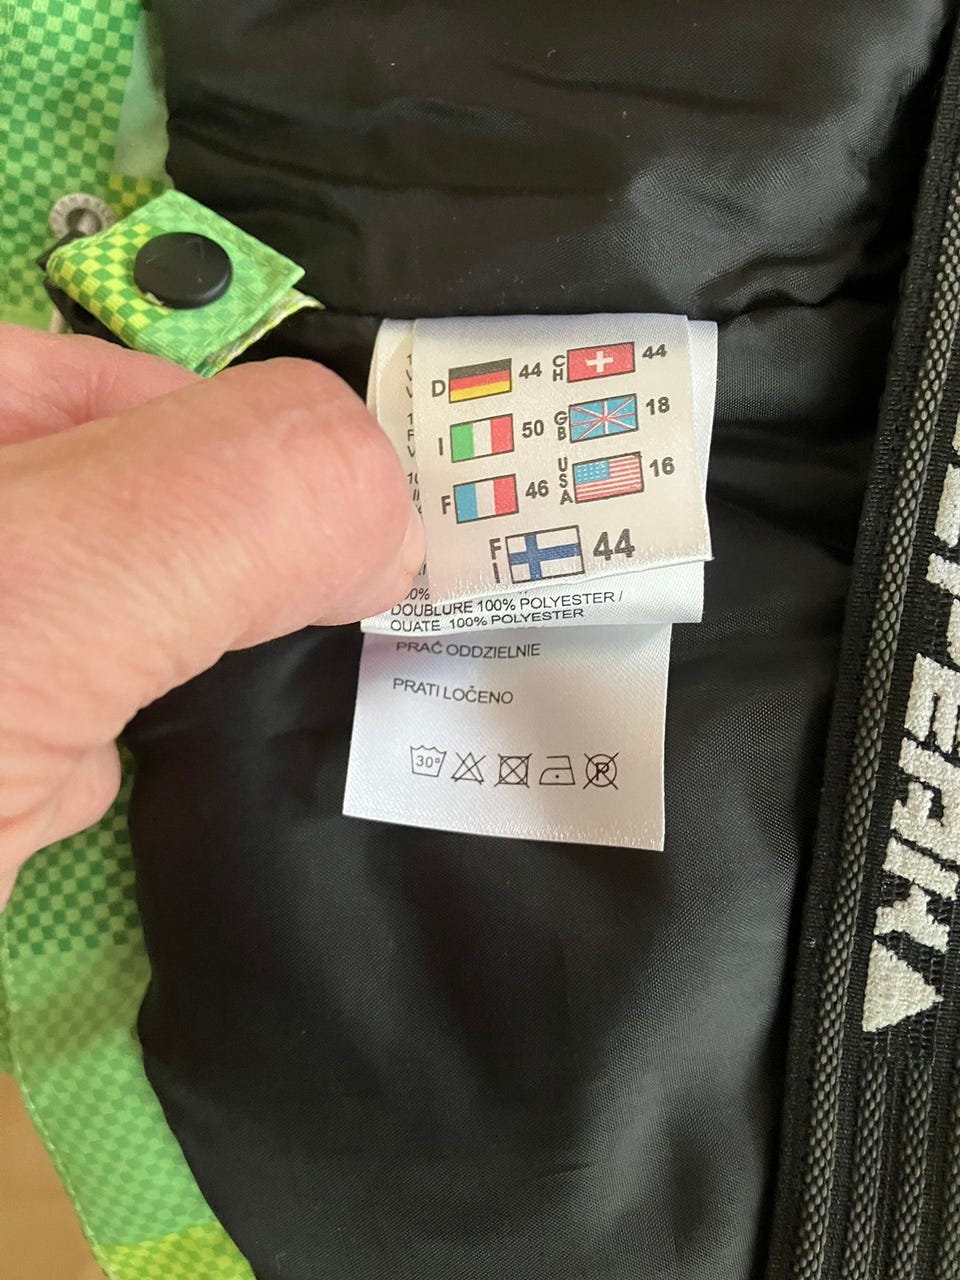 D 44 CH 44
I 50 GB 18
F 46 USA 16
FI 44
00%
DOUBLURE 100% POLYESTER /
OUATE 100% POLYESTER
PRAĆ ODDZIELNIE
PRATI LOČENO
30° P